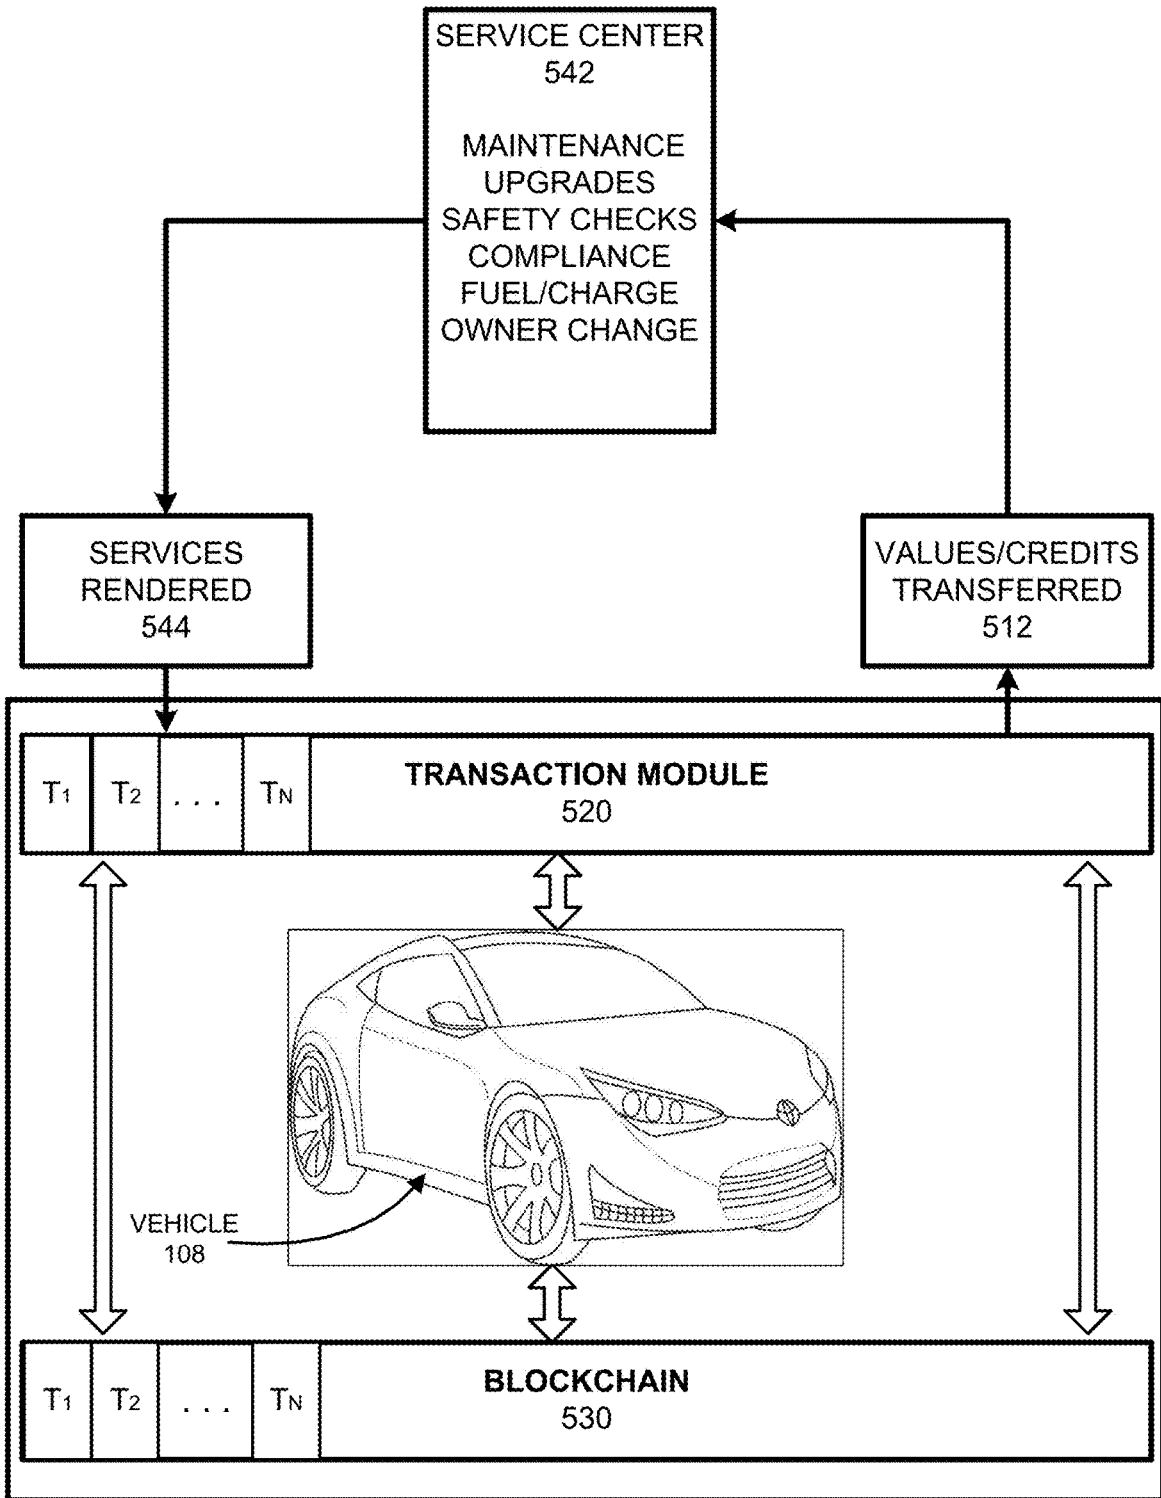 SERVICE CENTER
542
MAINTENANCE
UPGRADES
SAFETY CHECKS
COMPLIANCE
FUEL/CHARGE
OWNER CHANGE
SERVICES
RENDERED
544
VALUES/CREDITS
TRANSFERRED
512
T1 T2 . . . TN
TRANSACTION MODULE
520
VEHICLE
108
T1 T2 . . . TN
BLOCKCHAIN
530